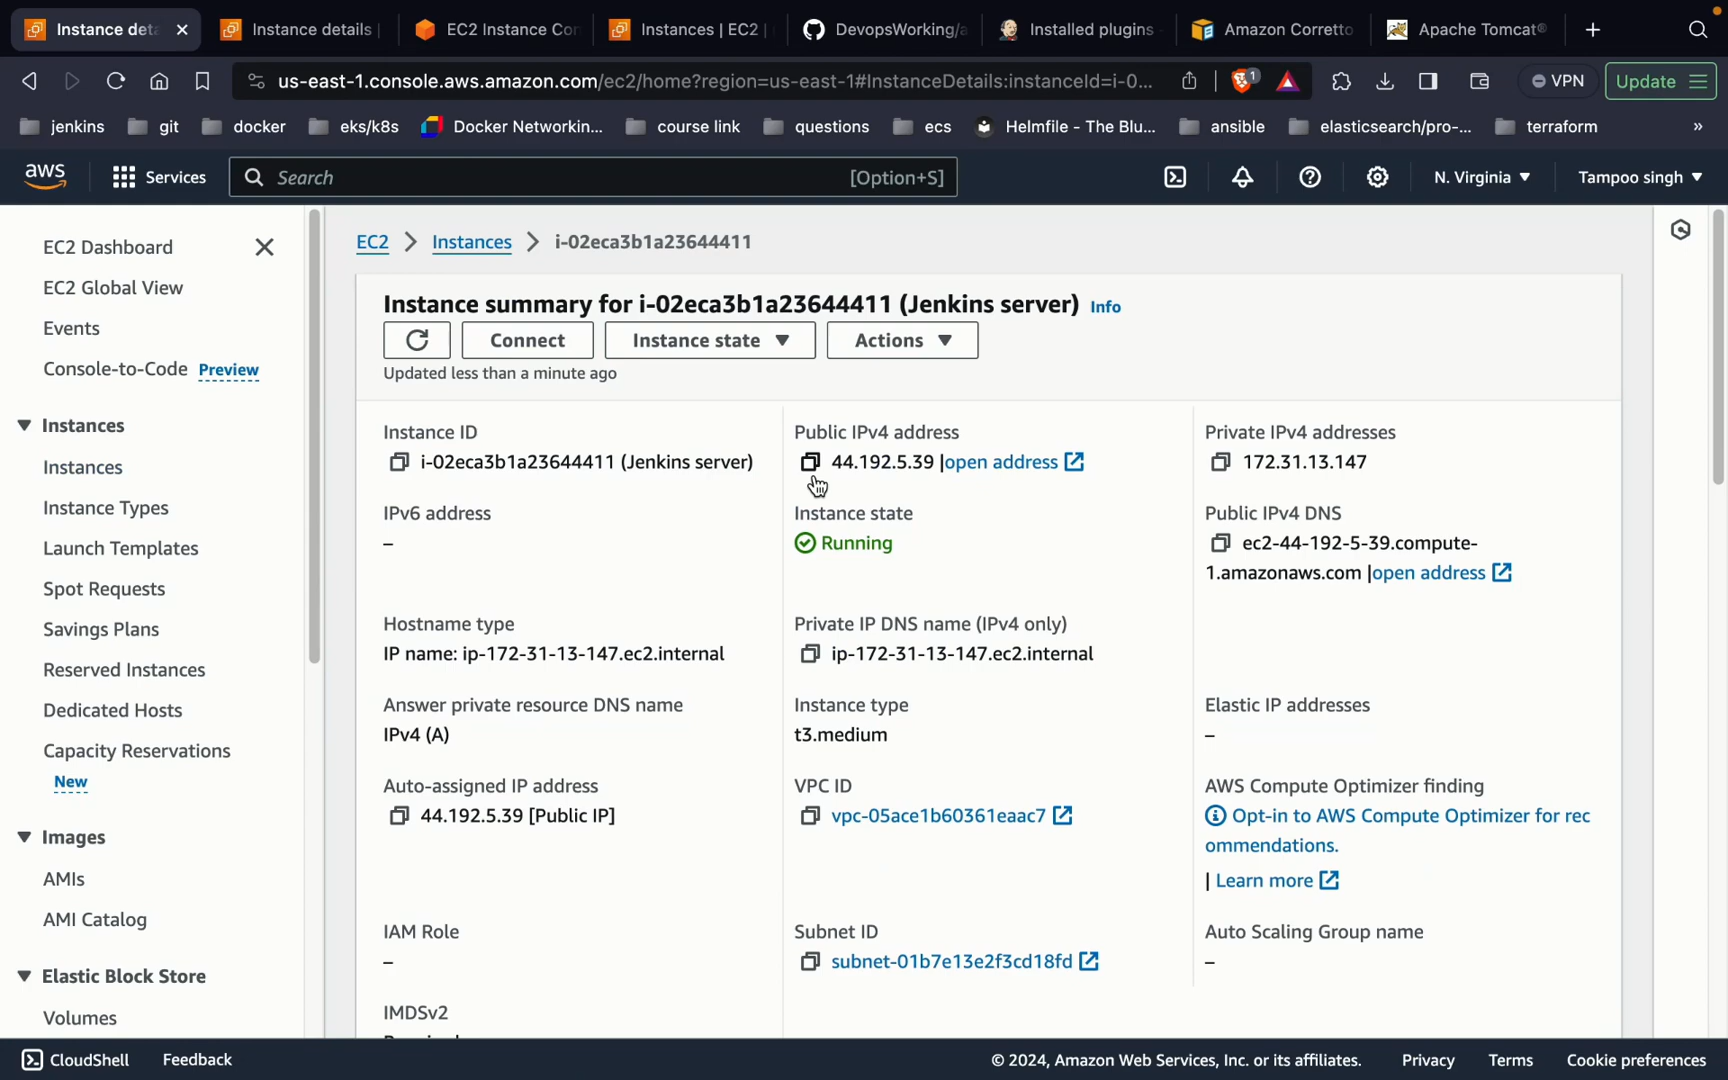 Instance deta
Instance details
EC2 Instance Con
Instances | EC2 |
DevopsWorking/a
Installed plugins
Amazon Corretto
Apache Tomcat®
us-east-1.console.aws.amazon.com/ec2/home?region=us-east-1#InstanceDetails:instanceId=i-0...
1
VPN
Update
jenkins
git
docker
eks/k8s
Docker Networkin...
course link
questions
ecs
Helmfile - The Blu...
ansible
elasticsearch/pro-...
terraform
»
aws
Services
Search
[Option+S]
N. Virginia
Tampoo singh
EC2 Dashboard
EC2 Global View
Events
Console-to-Code Preview
Instances
Instances
Instance Types
Launch Templates
Spot Requests
Savings Plans
Reserved Instances
Dedicated Hosts
Capacity Reservations
New
Images
AMIs
AMI Catalog
Elastic Block Store
Volumes
EC2 > Instances > i-02eca3b1a23644411
Instance summary for i-02eca3b1a23644411 (Jenkins server) Info
Connect
Instance state
Actions
Updated less than a minute ago
Instance ID
i-02eca3b1a23644411 (Jenkins server)
Public IPv4 address
44.192.5.39 |open address
Private IPv4 addresses
172.31.13.147
IPv6 address
–
Instance state
Running
Public IPv4 DNS
ec2-44-192-5-39.compute-
1.amazonaws.com |open address
Hostname type
IP name: ip-172-31-13-147.ec2.internal
Private IP DNS name (IPv4 only)
ip-172-31-13-147.ec2.internal
Answer private resource DNS name
IPv4 (A)
Instance type
t3.medium
Elastic IP addresses
–
Auto-assigned IP address
44.192.5.39 [Public IP]
VPC ID
vpc-05ace1b60361eaac7
AWS Compute Optimizer finding
Opt-in to AWS Compute Optimizer for rec
ommendations.
| Learn more
IAM Role
–
Subnet ID
subnet-01b7e13e2f3cd18fd
Auto Scaling Group name
–
IMDSv2
CloudShell
Feedback
© 2024, Amazon Web Services, Inc. or its affiliates.
Privacy
Terms
Cookie preferences